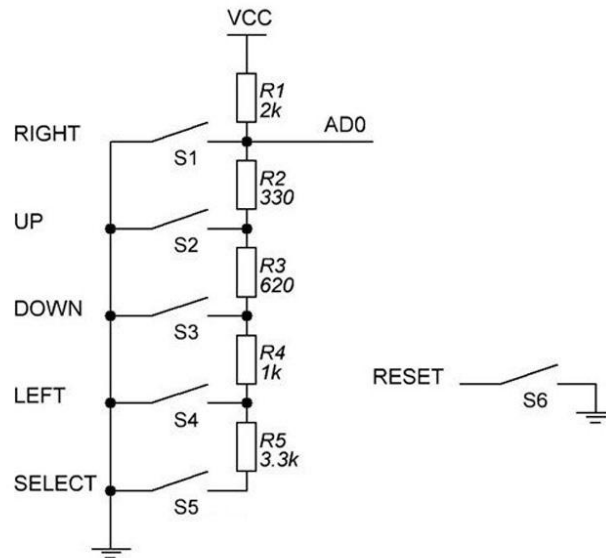 VCC
R1
2k
RIGHT
AD0
S1
R2
330
UP
S2
R3
620
DOWN
S3
R4
1k
RESET
LEFT
S6
S4
R5
3.3k
SELECT
S5